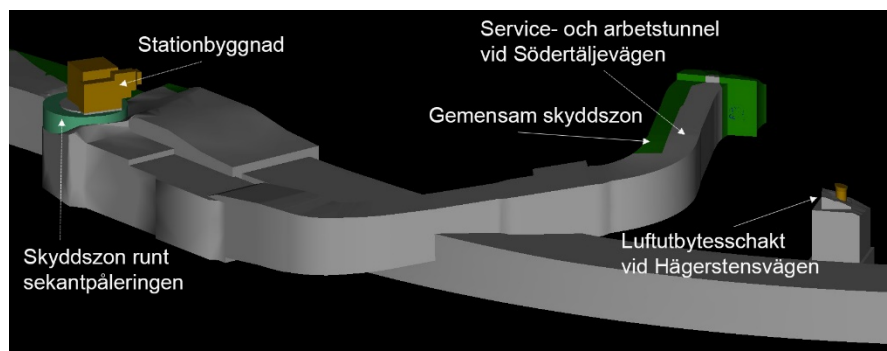 Stationbyggnad
Service- och arbetstunnel
vid Södertäljevägen
Gemensam skyddszon
Skyddszon runt
sekantpåleringen
Luftutbytesschakt
vid Hägerstensvägen